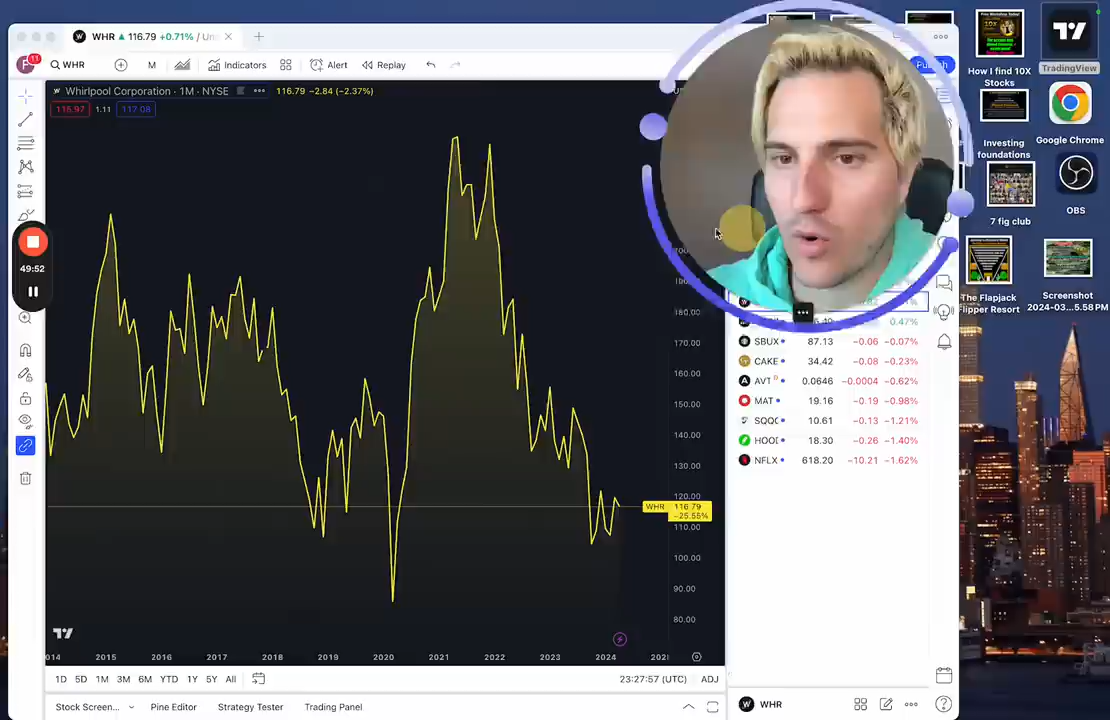 WHR ▲ 116.79 +0.71% / Un
11
WHR
M
Indicators
Alert
Replay
Publish
Whirlpool Corporation · 1M · NYSE
116.79 −2.84 (−2.37%)
1.11
117.08
49:52
180.00
170.00
160.00
150.00
140.00
130.00
120.00
WHR 116.79
−25.55%
110.00
100.00
90.00
80.00
0.47%
SBUX 87.13 −0.06 −0.07%
CAKE 34.42 −0.08 −0.23%
AVT 0.0646 −0.0004 −0.62%
MAT 19.16 −0.19 −0.98%
SQQQ 10.61 −0.13 −1.21%
HOOD 18.30 −0.26 −1.40%
NFLX 618.20 −10.21 −1.62%
014 2015 2016 2017 2018 2019 2020 2021 2022 2023 2024
1D 5D 1M 3M 6M YTD 1Y 5Y All
23:27:57 (UTC) ADJ
Stock Screen... Pine Editor Strategy Tester Trading Panel
WHR
How I find 10X
Stocks
TradingView
Investing
foundations
Google Chrome
7 fig club
OBS
The Flapjack
Flipper Resort
Screenshot
2024-03...5.58 PM